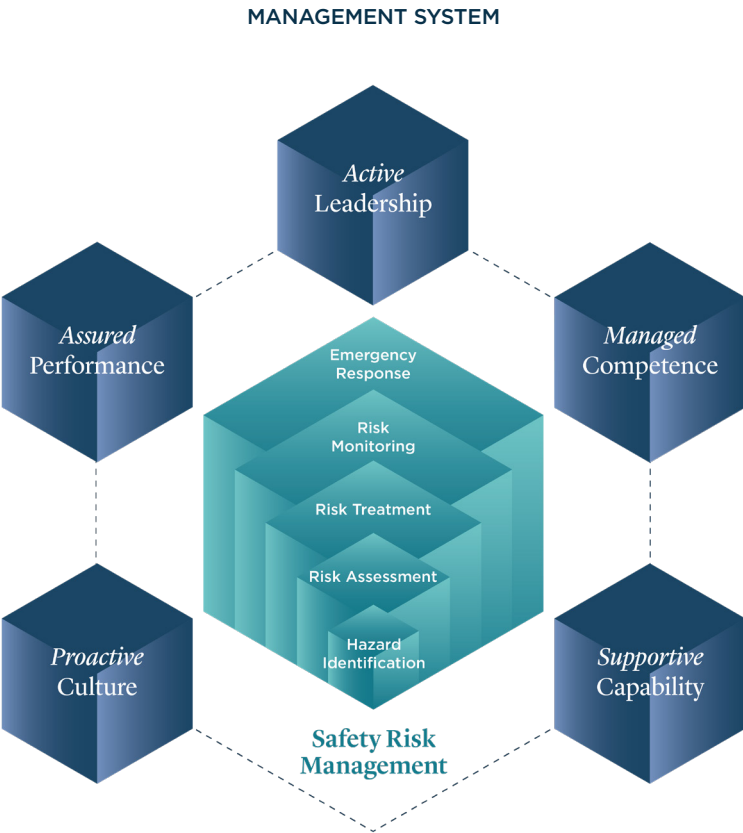 MANAGEMENT SYSTEM
Active
Leadership
Assured
Performance
Managed
Competence
Emergency
Response
Risk
Monitoring
Risk Treatment
Risk Assessment
Hazard
Identification
Proactive
Culture
Supportive
Capability
Safety Risk
Management